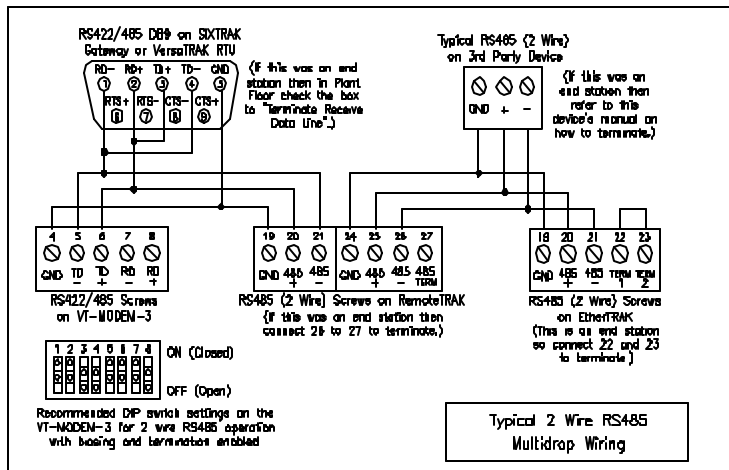 RS422/485 DB9 on SIXTRAK
Gateway or VersaTRAK RTU
RD- RD+ TD+ TD- GND
1 2 3 4 5
RTS+ RTS- CTS- CTS+
6 7 8 9
(If this was an end
station then in Plant
Floor check the box
to "Terminate Receive
Data Line".)
Typical RS485 (2 Wire)
on 3rd Party Device
GND + -
(If this was an
end station then
refer to this
device's manual on
how to terminate.)
4 5 6 7 8
GND TD - TD + RD - RD +
RS422/485 Screws
on VT-MODEM-3
19 20 21 24 25 26 27
GND 485 + 485 - GND 485 + 485 - 485 TERM
RS485 (2 Wire) Screws on RemoteTRAK
(If this was an end station then
connect 26 to 27 to terminate.)
19 20 21 22 23
GND 485 + 485 - TERM 1 TERM 2
RS485 (2 Wire) Screws
on EtherTRAK
(This is an end station
so connect 22 and 23
to terminate.)
1 2 3 4 5 6 7 8
ON (Closed)
OFF (Open)
Recommended DIP switch settings on the
VT-MODEM-3 for 2 wire RS485 operation
with biasing and termination enabled
Typical 2 Wire RS485
Multidrop Wiring